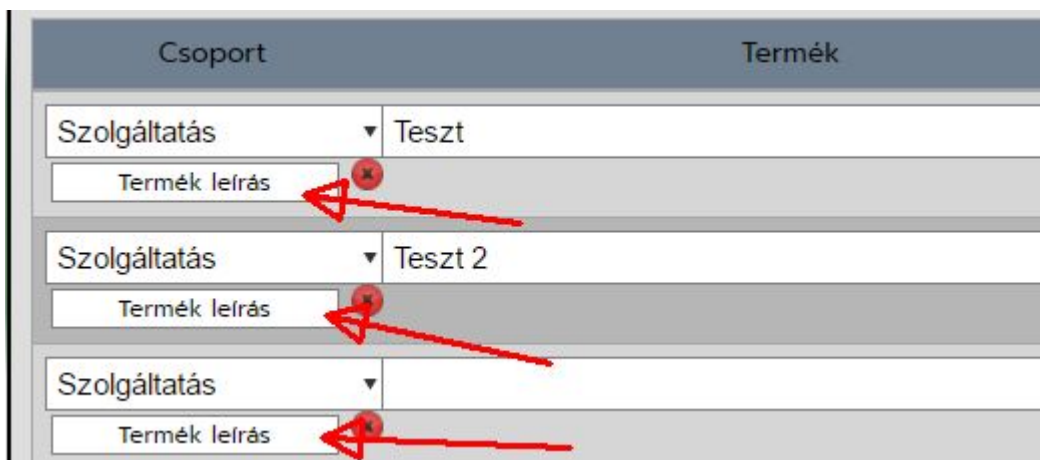 Csoport Termék
Szolgáltatás Teszt
Termék leírás
Szolgáltatás Teszt 2
Termék leírás
Szolgáltatás
Termék leírás